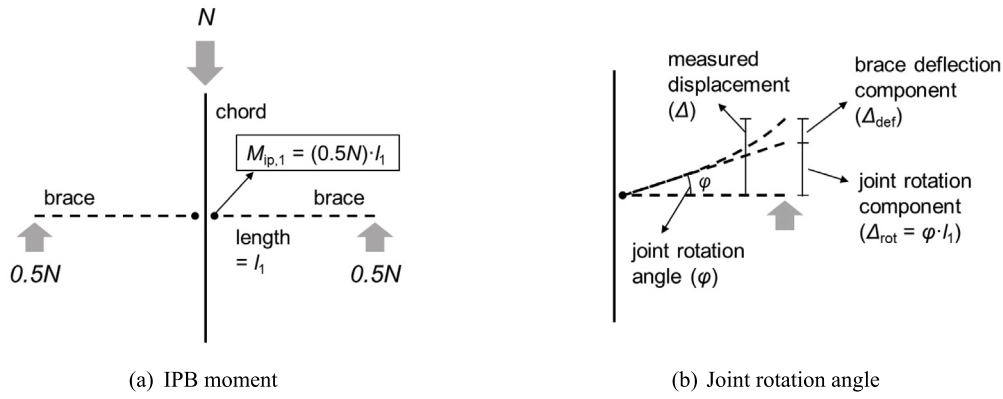 N
chord
M_ip,1 = (0.5N)·l_1
brace
brace
length
= l_1
0.5N
0.5N
(a) IPB moment
measured
displacement
(Δ)
brace deflection
component
(Δ_def)
φ
joint rotation
angle (φ)
joint rotation
component
(Δ_rot = φ·l_1)
(b) Joint rotation angle